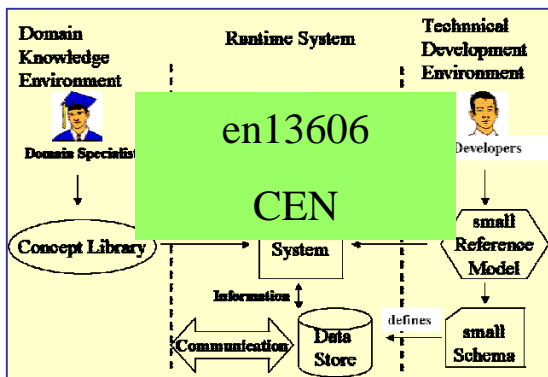 Domain
Knowledge
Environment
Runtime System
Technnical
Development
Environment
Domain Specialist
Developers
en13606
CEN
Concept Library
System
small
Reference
Model
Information
Communication
Data
Store
defines
small
Schema